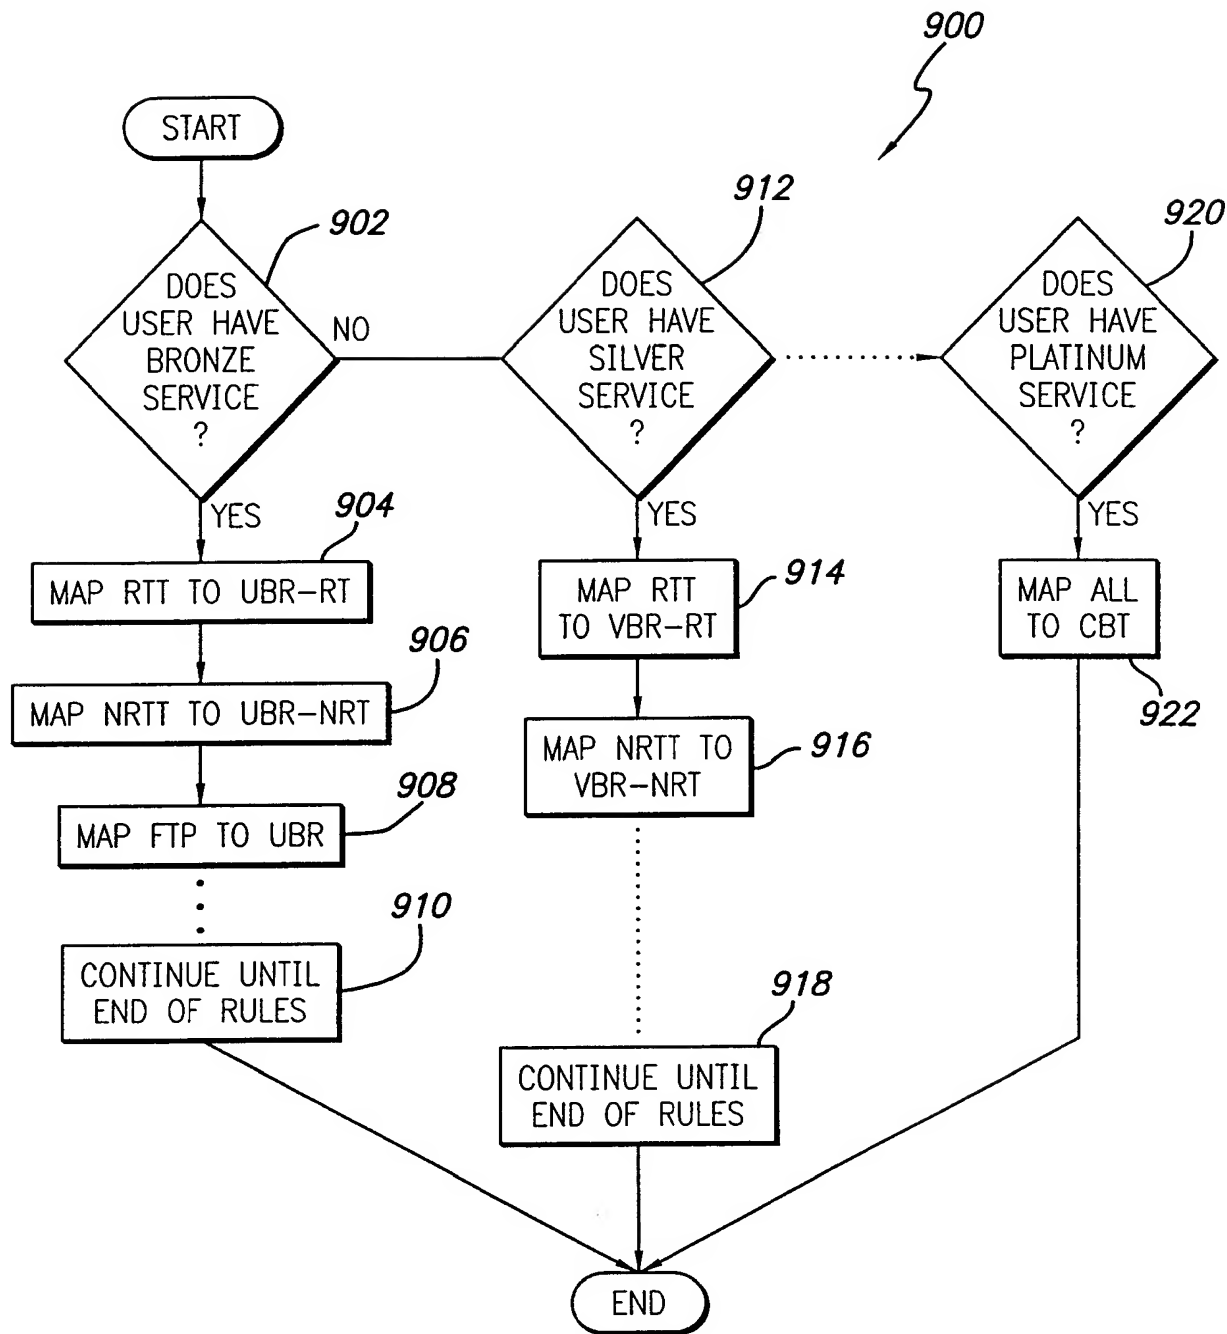 900
START
902
DOES
USER HAVE
BRONZE
SERVICE
?
NO
YES
904
MAP RTT TO UBR-RT
906
MAP NRTT TO UBR-NRT
908
MAP FTP TO UBR
910
CONTINUE UNTIL
END OF RULES
912
DOES
USER HAVE
SILVER
SERVICE
?
YES
914
MAP RTT
TO VBR-RT
916
MAP NRTT TO
VBR-NRT
918
CONTINUE UNTIL
END OF RULES
920
DOES
USER HAVE
PLATINUM
SERVICE
?
YES
MAP ALL
TO CBT
922
END